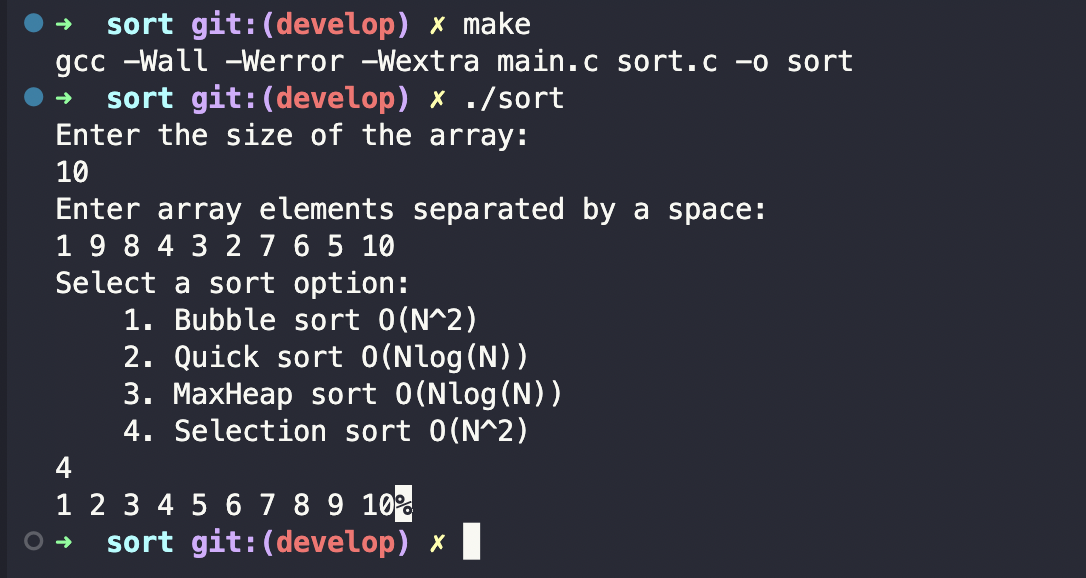 ➜ sort git:(develop) ✗ make
gcc -Wall -Werror -Wextra main.c sort.c -o sort
➜ sort git:(develop) ✗ ./sort
Enter the size of the array:
10
Enter array elements separated by a space:
1 9 8 4 3 2 7 6 5 10
Select a sort option:
    1. Bubble sort O(N^2)
    2. Quick sort O(Nlog(N))
    3. MaxHeap sort O(Nlog(N))
    4. Selection sort O(N^2)
4
1 2 3 4 5 6 7 8 9 10%
➜ sort git:(develop) ✗